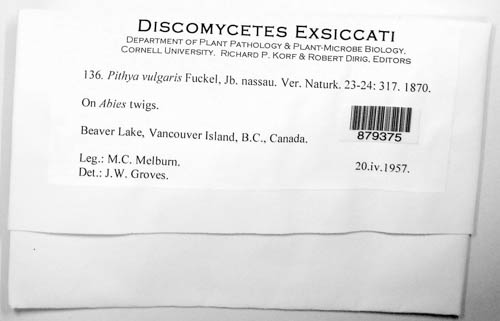 DISCOMYCETES EXSICCATI
DEPARTMENT OF PLANT PATHOLOGY & PLANT-MICROBE BIOLOGY,
CORNELL UNIVERSITY. RICHARD P. KORF & ROBERT DIRIG, EDITORS
136. Pithya vulgaris Fuckel, Jb. nassau. Ver. Naturk. 23-24: 317. 1870.
On Abies twigs.
Beaver Lake, Vancouver Island, B.C., Canada.
879375
Leg.: M.C. Melburn.
20.iv.1957.
Det.: J.W. Groves.